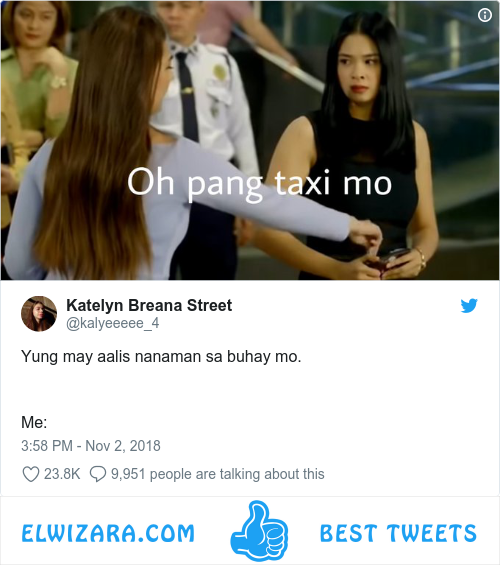 Oh pang taxi mo
Katelyn Breana Street
@kalyeeeee_4
Yung may aalis nanaman sa buhay mo.
Me:
3:58 PM - Nov 2, 2018
23.8K 9,951 people are talking about this
ELWIZARA.COM BEST TWEETS